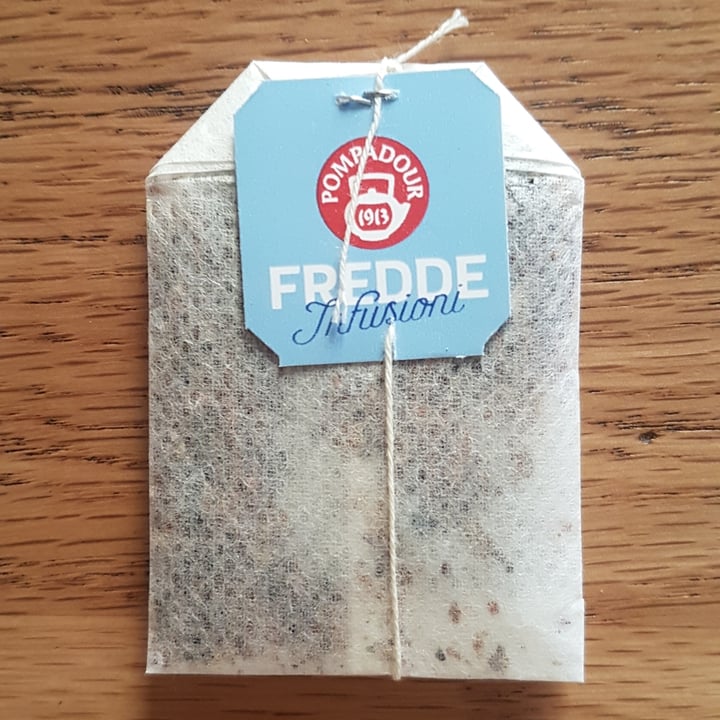 POMPADOUR
1913
FREDDE
Infusioni